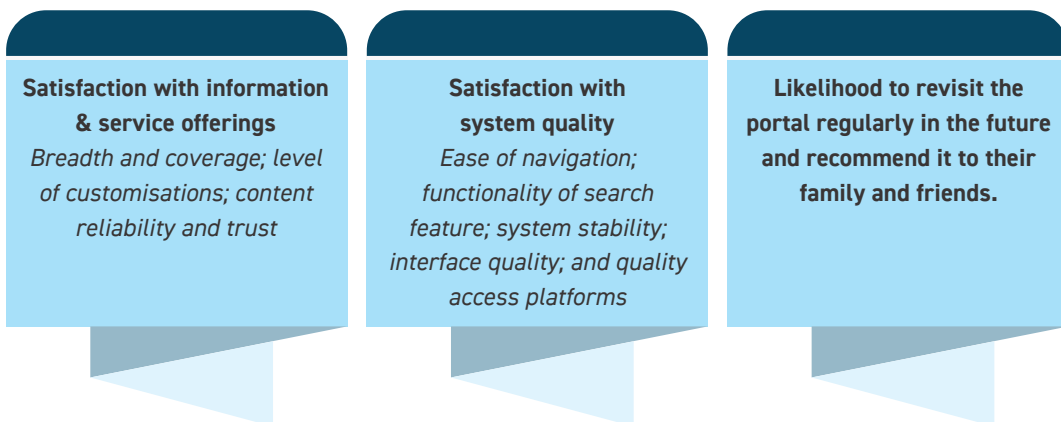 Satisfaction with information
& service offerings
Breadth and coverage; level
of customisations; content
reliability and trust
Satisfaction with
system quality
Ease of navigation;
functionality of search
feature; system stability;
interface quality; and quality
access platforms
Likelihood to revisit the
portal regularly in the future
and recommend it to their
family and friends.